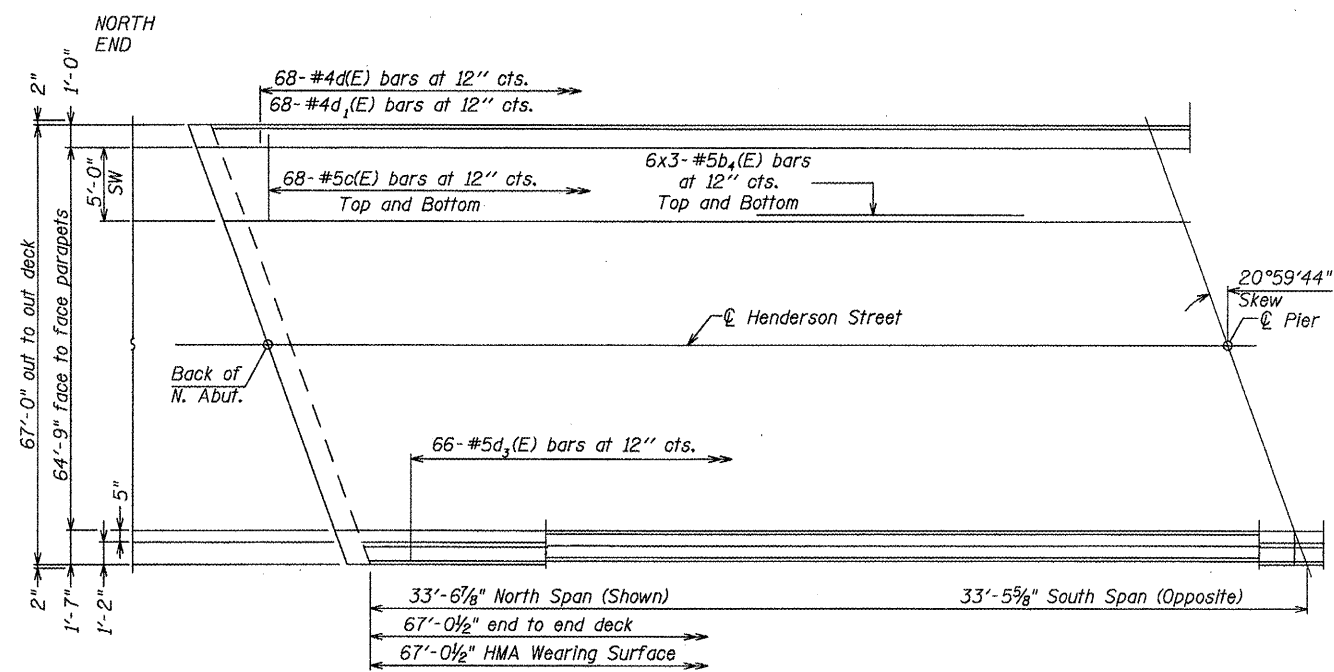 NORTH
END
2"
1'-0"
68-#4d(E) bars at 12" cts.
68-#4d₁(E) bars at 12" cts.
5'-0"
SW
68-#5c(E) bars at 12" cts.
Top and Bottom
6x3-#5b₄(E) bars
at 12" cts.
Top and Bottom
67'-0" out to out deck
64'-9" face to face parapets
20°59'44"
Skew
℄ Pier
℄ Henderson Street
Back of
N. Abut.
66-#5d₃(E) bars at 12" cts.
5"
2"
1'-7"
1'-2"
33'-6⅞" North Span (Shown)
33'-5⅝" South Span (Opposite)
67'-0½" end to end deck
67'-0½" HMA Wearing Surface